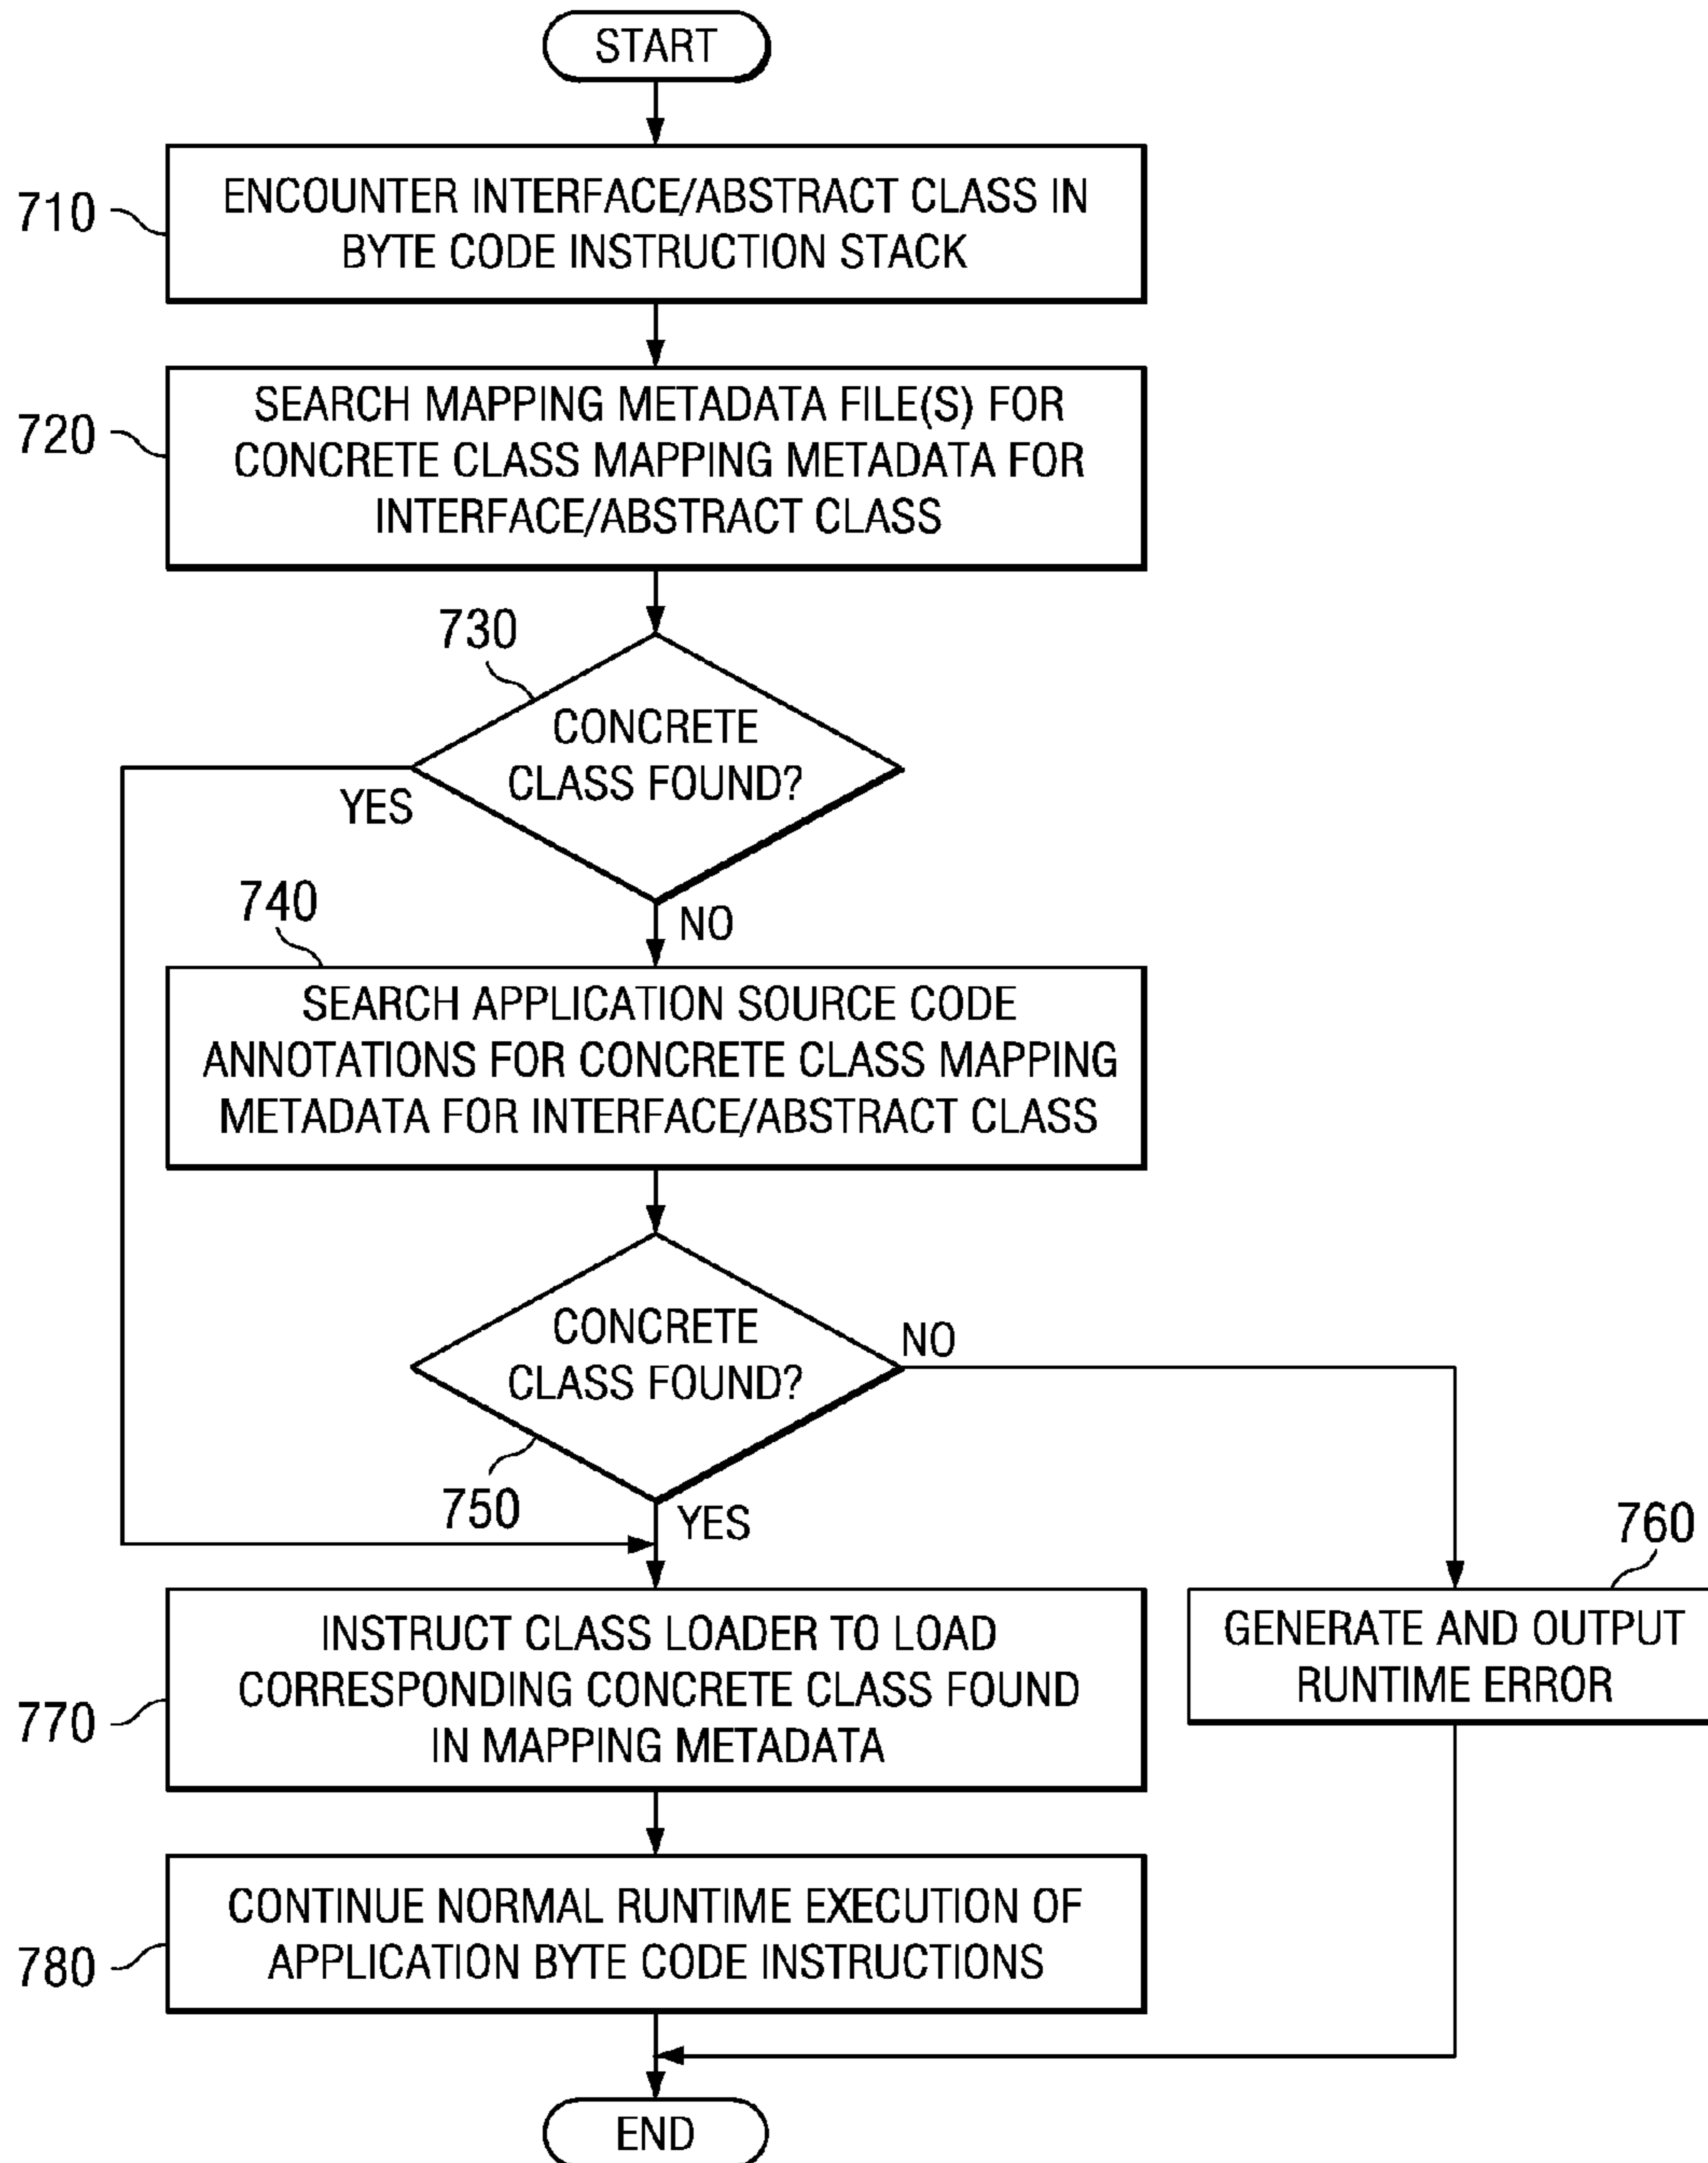 START
710
ENCOUNTER INTERFACE/ABSTRACT CLASS IN
BYTE CODE INSTRUCTION STACK
720
SEARCH MAPPING METADATA FILE(S) FOR
CONCRETE CLASS MAPPING METADATA FOR
INTERFACE/ABSTRACT CLASS
730
CONCRETE
CLASS FOUND?
YES
NO
740
SEARCH APPLICATION SOURCE CODE
ANNOTATIONS FOR CONCRETE CLASS MAPPING
METADATA FOR INTERFACE/ABSTRACT CLASS
CONCRETE
CLASS FOUND?
NO
750
YES
760
GENERATE AND OUTPUT
RUNTIME ERROR
770
INSTRUCT CLASS LOADER TO LOAD
CORRESPONDING CONCRETE CLASS FOUND
IN MAPPING METADATA
780
CONTINUE NORMAL RUNTIME EXECUTION OF
APPLICATION BYTE CODE INSTRUCTIONS
END